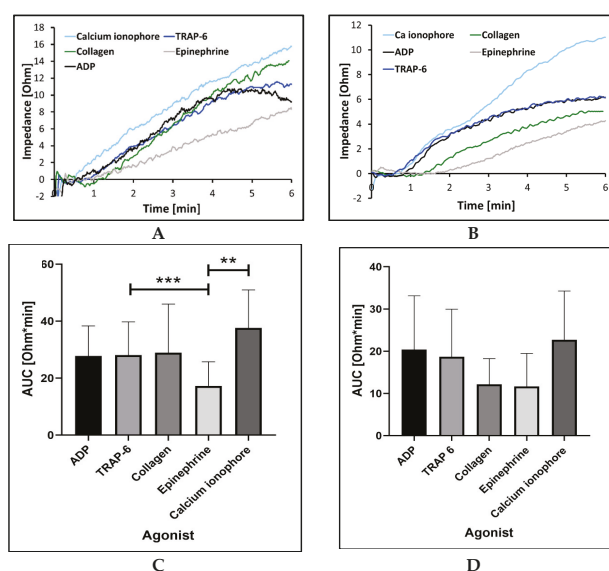 18
16
14
12
10
8
6
4
2
0
-2
Calcium ionophore
TRAP-6
Collagen
Epinephrine
ADP
Impedance [Ohm]
0 1 2 3 4 5 6
Time [min]
A
12
10
8
6
4
2
0
-2
Ca ionophore
Collagen
ADP
Epinephrine
TRAP-6
Impedance [Ohm]
0 1 2 3 4 5 6
Time [min]
B
60
40
20
0
AUC [Ohm*min]
***
**
ADP
TRAP-6
Collagen
Epinephrine
Calcium ionophore
Agonist
C
40
30
20
10
0
AUC [Ohm*min]
ADP
TRAP 6
Collagen
Epinephrine
Calcium ionophore
Agonist
D